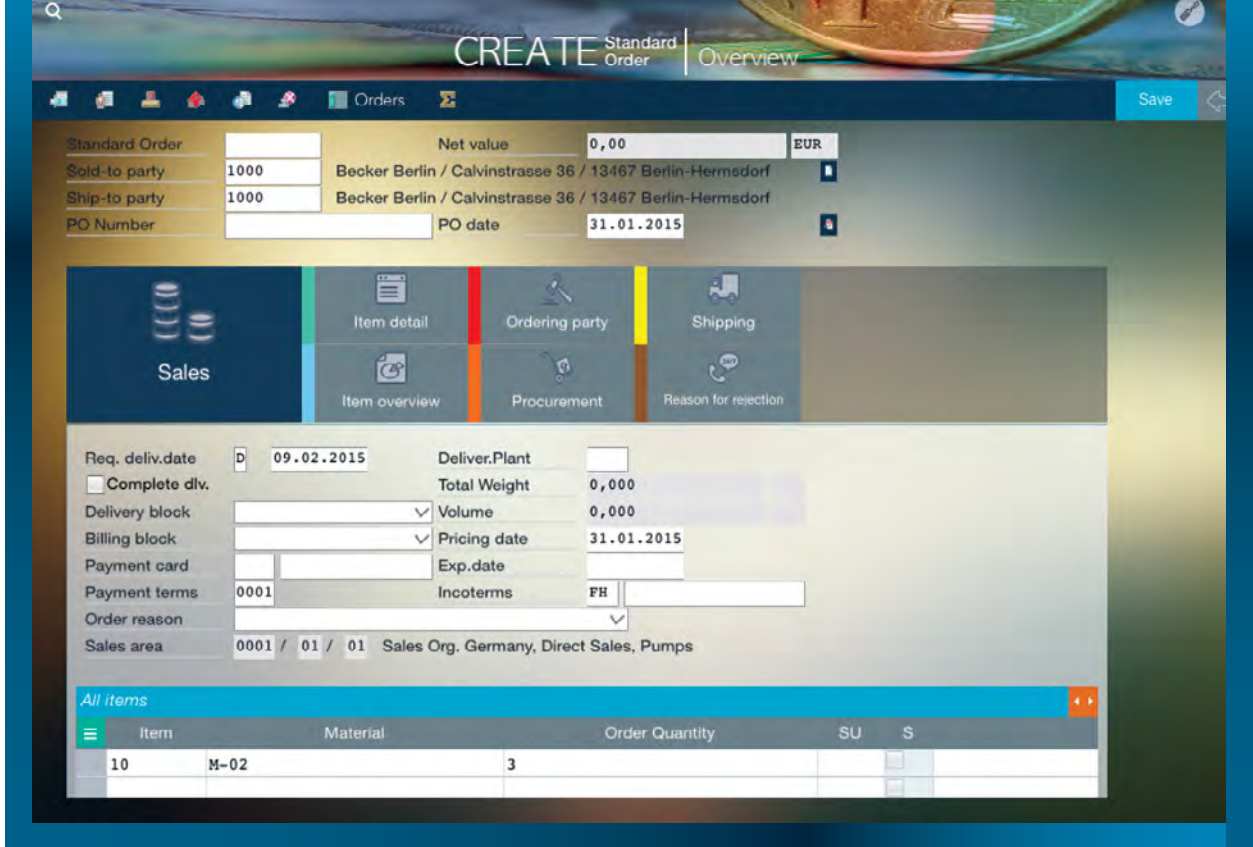 CREATE Standard Order | Overview
Orders Save
Standard Order Net value 0,00 EUR
Sold-to party 1000 Becker Berlin / Calvinstrasse 36 / 13467 Berlin-Hermsdorf
Ship-to party 1000 Becker Berlin / Calvinstrasse 36 / 13467 Berlin-Hermsdorf
PO Number PO date 31.01.2015
Sales
Item detail Ordering party Shipping
Item overview Procurement Reason for rejection
Req. deliv.date D 09.02.2015 Deliver.Plant
Complete dlv. Total Weight 0,000
Delivery block Volume 0,000
Billing block Pricing date 31.01.2015
Payment card Exp.date
Payment terms 0001 Incoterms FH
Order reason
Sales area 0001 / 01 / 01 Sales Org. Germany, Direct Sales, Pumps
All items
Item Material Order Quantity SU S
10 M-02 3